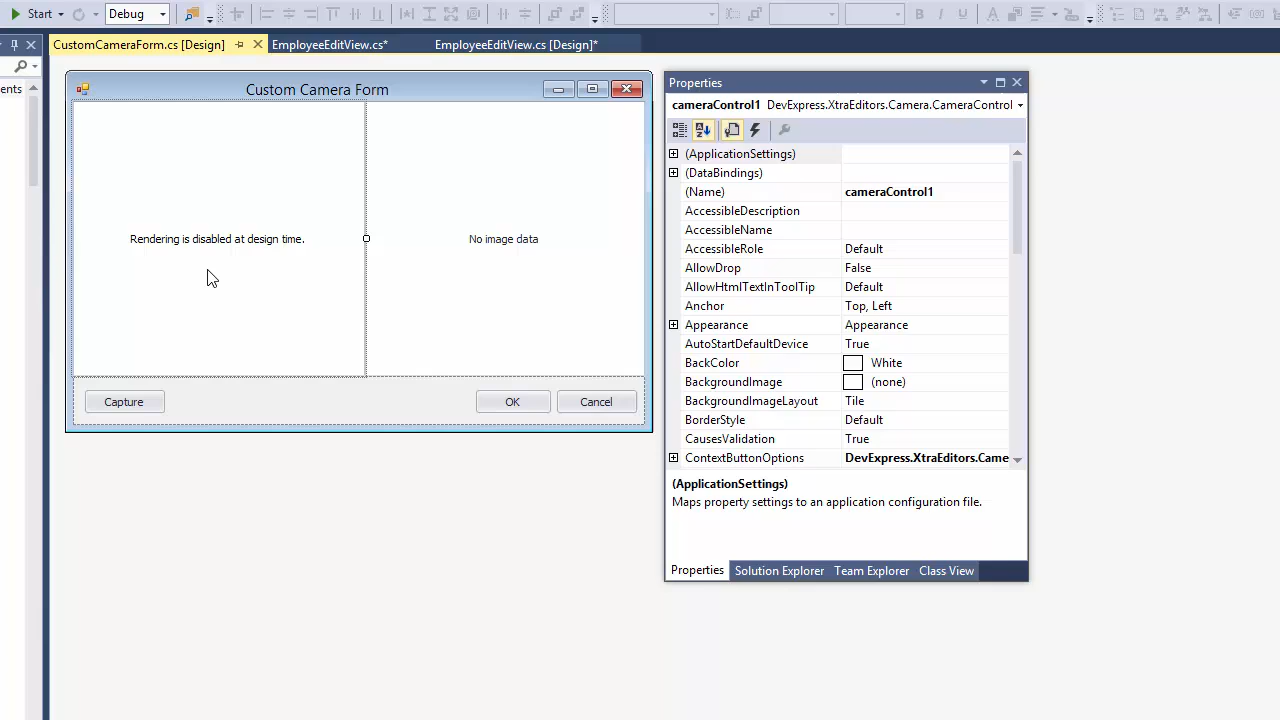 Start
Debug
CustomCameraForm.cs [Design]
EmployeeEditView.cs*
EmployeeEditView.cs [Design]*
ents
Custom Camera Form
Rendering is disabled at design time.
No image data
Capture
OK
Cancel
Properties
cameraControl1 DevExpress.XtraEditors.Camera.CameraControl
(ApplicationSettings)
(DataBindings)
(Name) cameraControl1
AccessibleDescription
AccessibleName
AccessibleRole Default
AllowDrop False
AllowHtmlTextInToolTip Default
Anchor Top, Left
Appearance Appearance
AutoStartDefaultDevice True
BackColor White
BackgroundImage (none)
BackgroundImageLayout Tile
BorderStyle Default
CausesValidation True
ContextButtonOptions DevExpress.XtraEditors.Came
(ApplicationSettings)
Maps property settings to an application configuration file.
Properties Solution Explorer Team Explorer Class View